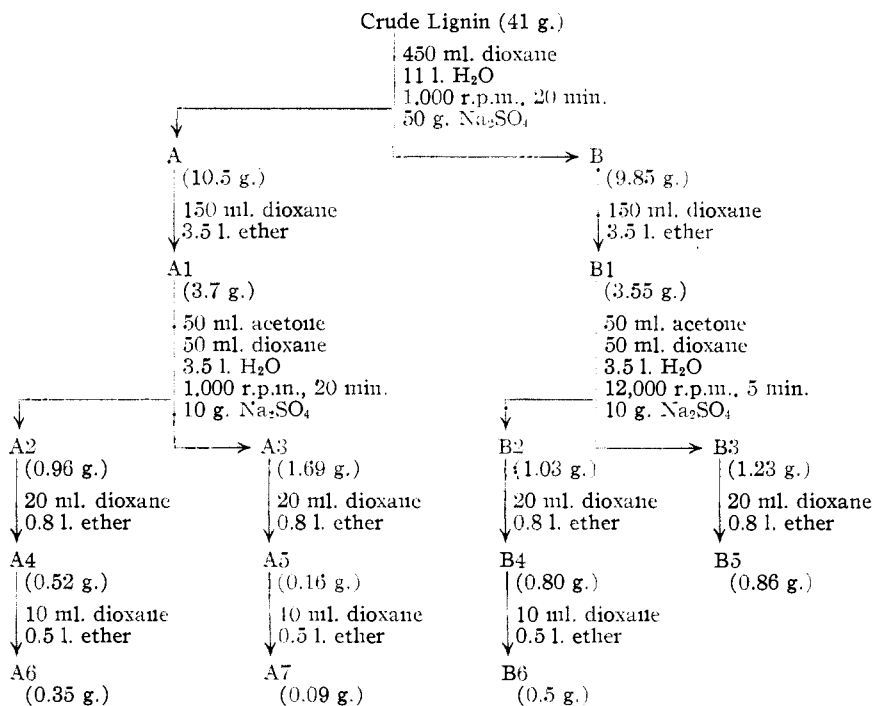 Crude Lignin (41 g.)
450 ml. dioxane
11 l. H₂O
1,000 r.p.m., 20 min.
50 g. Na₂SO₄
A
(10.5 g.)
150 ml. dioxane
3.5 l. ether
A1
(3.7 g.)
50 ml. acetone
50 ml. dioxane
3.5 l. H₂O
1,000 r.p.m., 20 min.
10 g. Na₂SO₄
A2
(0.96 g.)
20 ml. dioxane
0.8 l. ether
A4
(0.52 g.)
10 ml. dioxane
0.5 l. ether
A6
(0.35 g.)
A3
(1.69 g.)
20 ml. dioxane
0.8 l. ether
A5
(0.16 g.)
10 ml. dioxane
0.5 l. ether
A7
(0.09 g.)
B
(9.85 g.)
150 ml. dioxane
3.5 l. ether
B1
(3.55 g.)
50 ml. acetone
50 ml. dioxane
3.5 l. H₂O
12,000 r.p.m., 5 min.
10 g. Na₂SO₄
B2
(1.03 g.)
20 ml. dioxane
0.8 l. ether
B4
(0.80 g.)
10 ml. dioxane
0.5 l. ether
B6
(0.5 g.)
B3
(1.23 g.)
20 ml. dioxane
0.8 l. ether
B5
(0.86 g.)